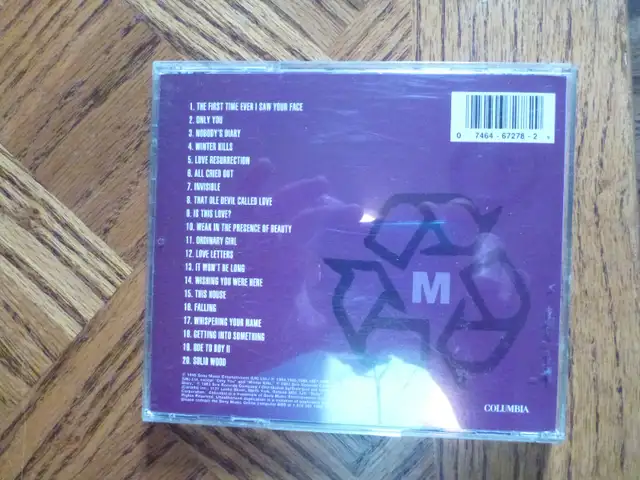 1. THE FIRST TIME EVER I SAW YOUR FACE
2. ONLY YOU
3. NOBODY'S DIARY
4. WINTER KILLS
5. LOVE RESURRECTION
6. ALL CRIED OUT
7. INVISIBLE
8. THAT OLE DEVIL CALLED LOVE
9. IS THIS LOVE?
10. WEAK IN THE PRESENCE OF BEAUTY
11. ORDINARY GIRL
12. LOVE LETTERS
13. IT WON'T BE LONG
14. WISHING YOU WERE HERE
15. THIS HOUSE
16. FALLING
17. WHISPERING YOUR NAME
18. GETTING INTO SOMETHING
19. ODE TO BOY II
20. SOLID WOOD
0 7464-67278-2
M
COLUMBIA